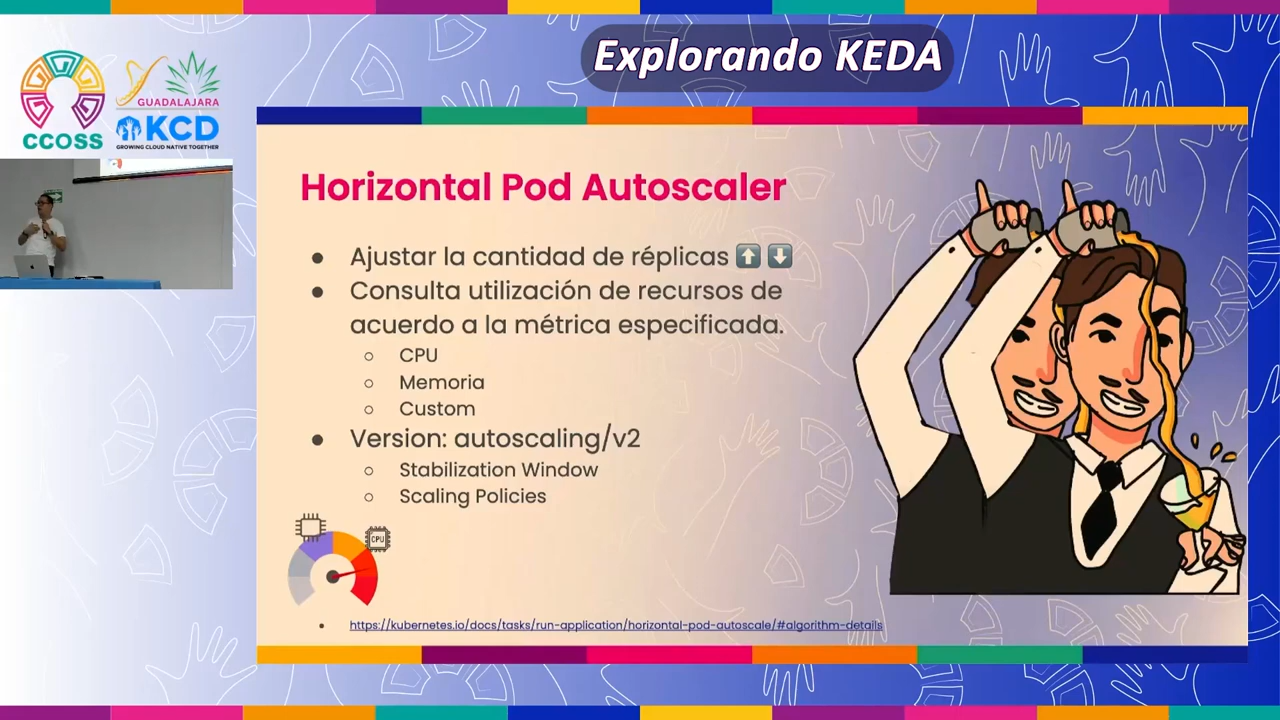 Explorando KEDA
CCOSS
GUADALAJARA
KCD
GROWING CLOUD NATIVE TOGETHER
Horizontal Pod Autoscaler
Ajustar la cantidad de réplicas ⬆️ ⬇️
Consulta utilización de recursos de
acuerdo a la métrica especificada.
CPU
Memoria
Custom
Version: autoscaling/v2
Stabilization Window
Scaling Policies
CPU
https://kubernetes.io/docs/tasks/run-application/horizontal-pod-autoscale/#algorithm-details